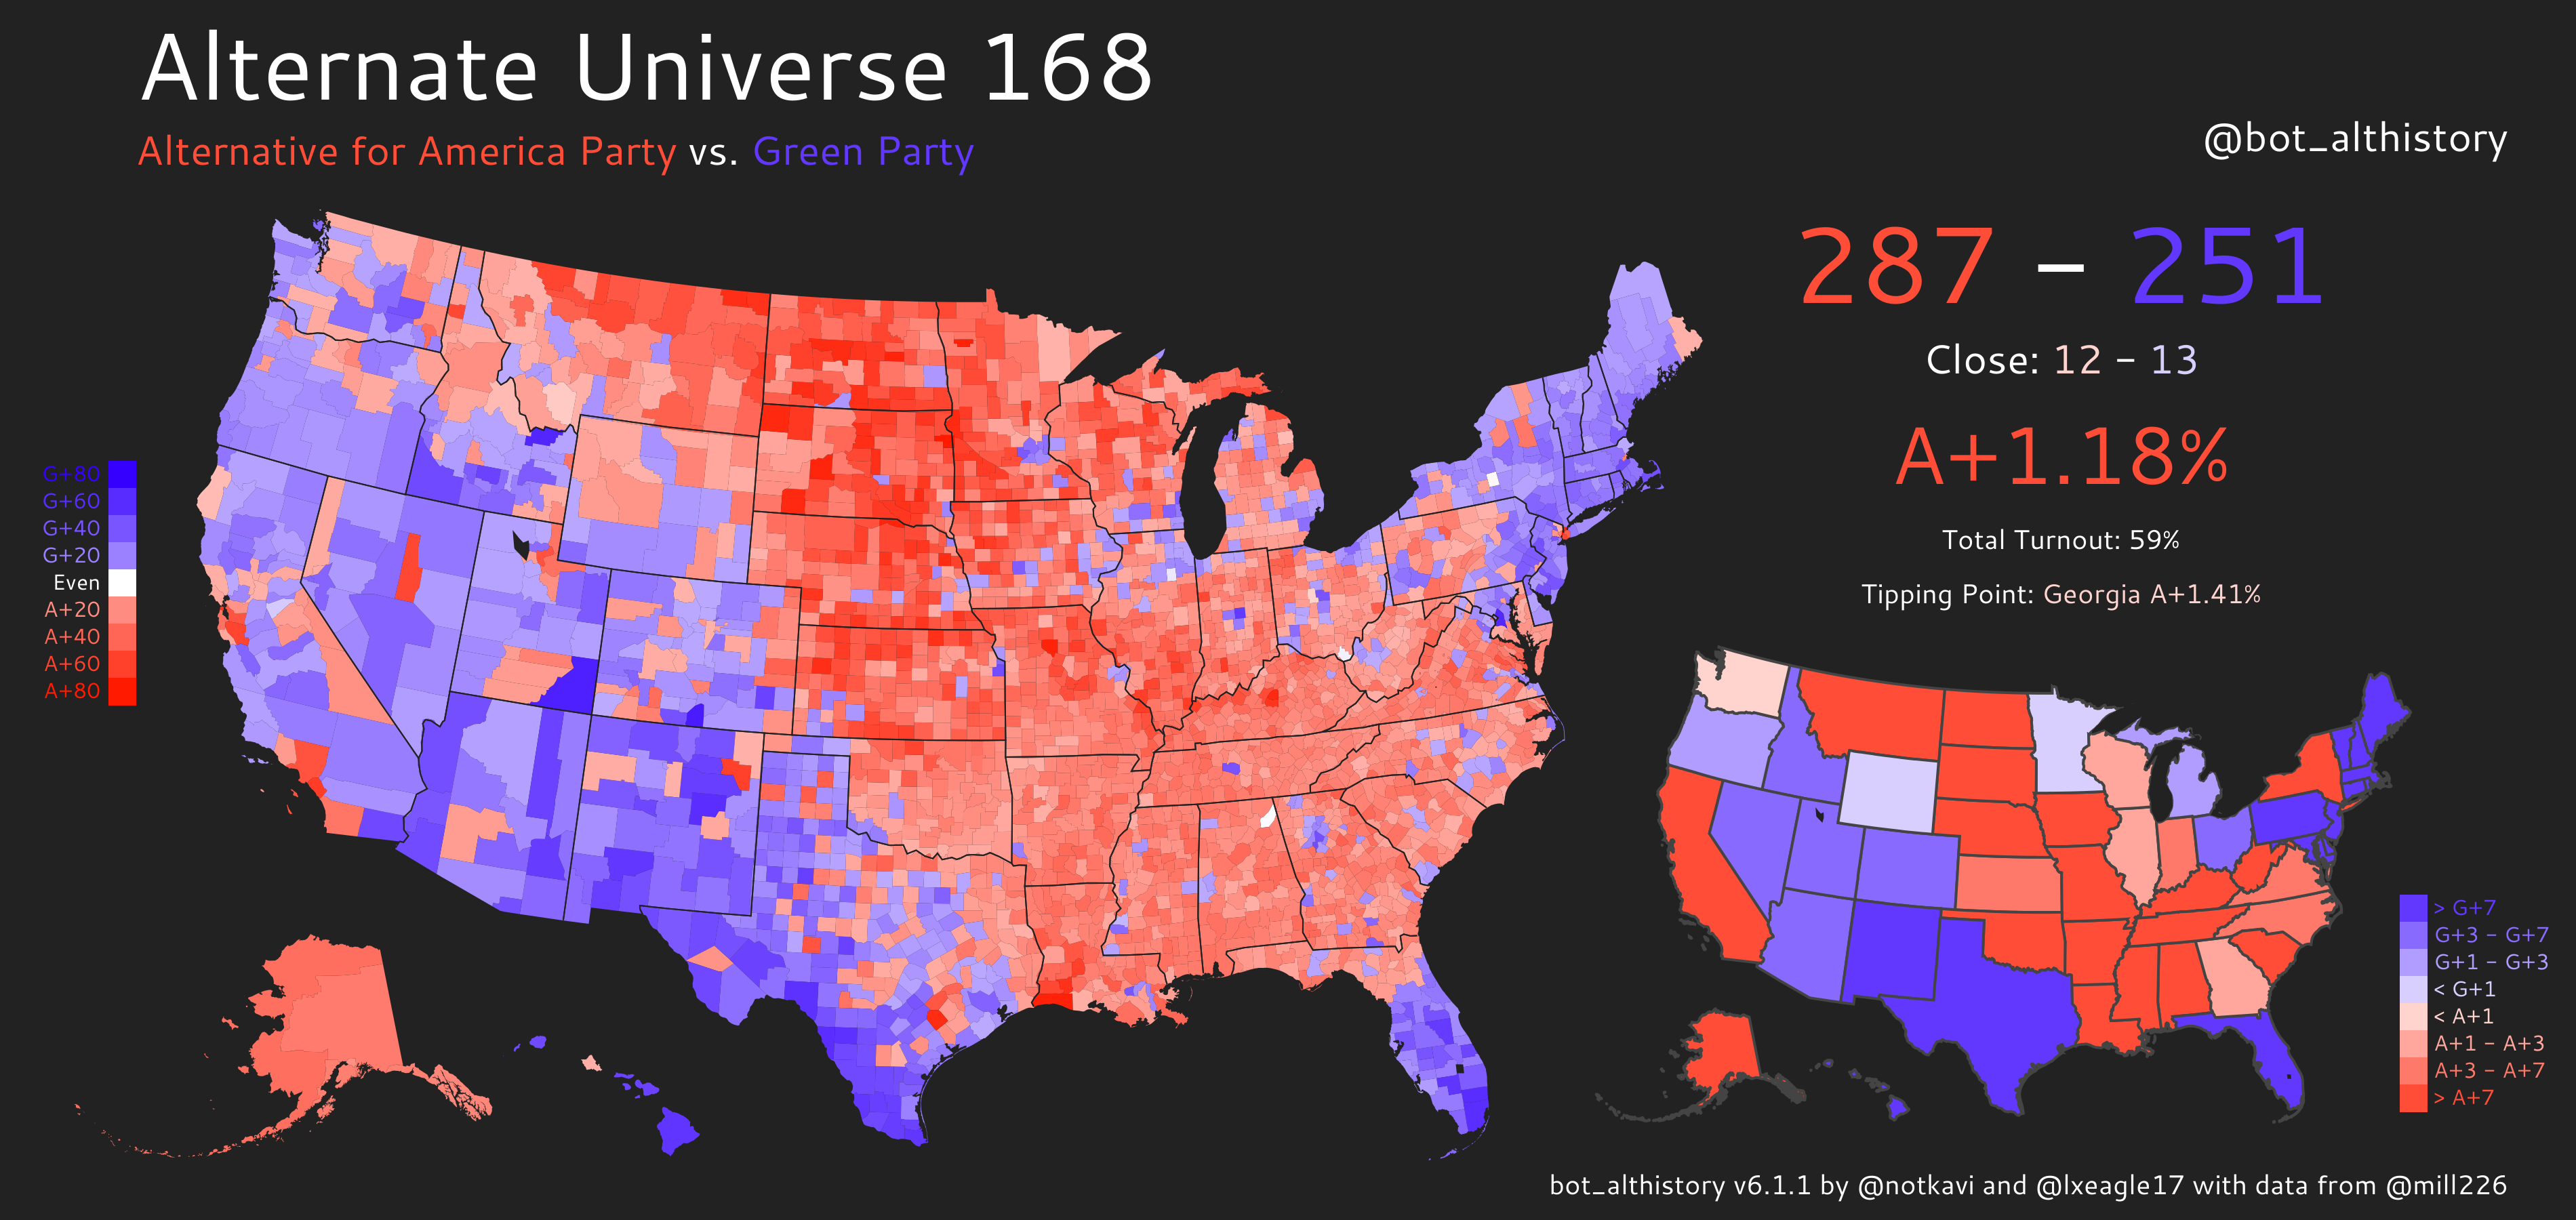 Alternate Universe 168
Alternative for America Party vs. Green Party
@bot_althistory
287 – 251
Close: 12 – 13
A+1.18%
Total Turnout: 59%
Tipping Point: Georgia A+1.41%
G+80
G+60
G+40
G+20
Even
A+20
A+40
A+60
A+80
> G+7
G+3 – G+7
G+1 – G+3
< G+1
< A+1
A+1 – A+3
A+3 – A+7
> A+7
bot_althistory v6.1.1 by @notkavi and @lxeagle17 with data from @mill226